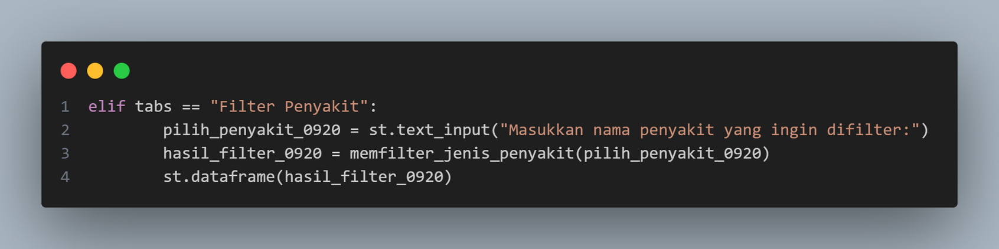 1 elif tabs == "Filter Penyakit":
2         pilih_penyakit_0920 = st.text_input("Masukkan nama penyakit yang ingin difilter:")
3         hasil_filter_0920 = memfilter_jenis_penyakit(pilih_penyakit_0920)
4         st.dataframe(hasil_filter_0920)